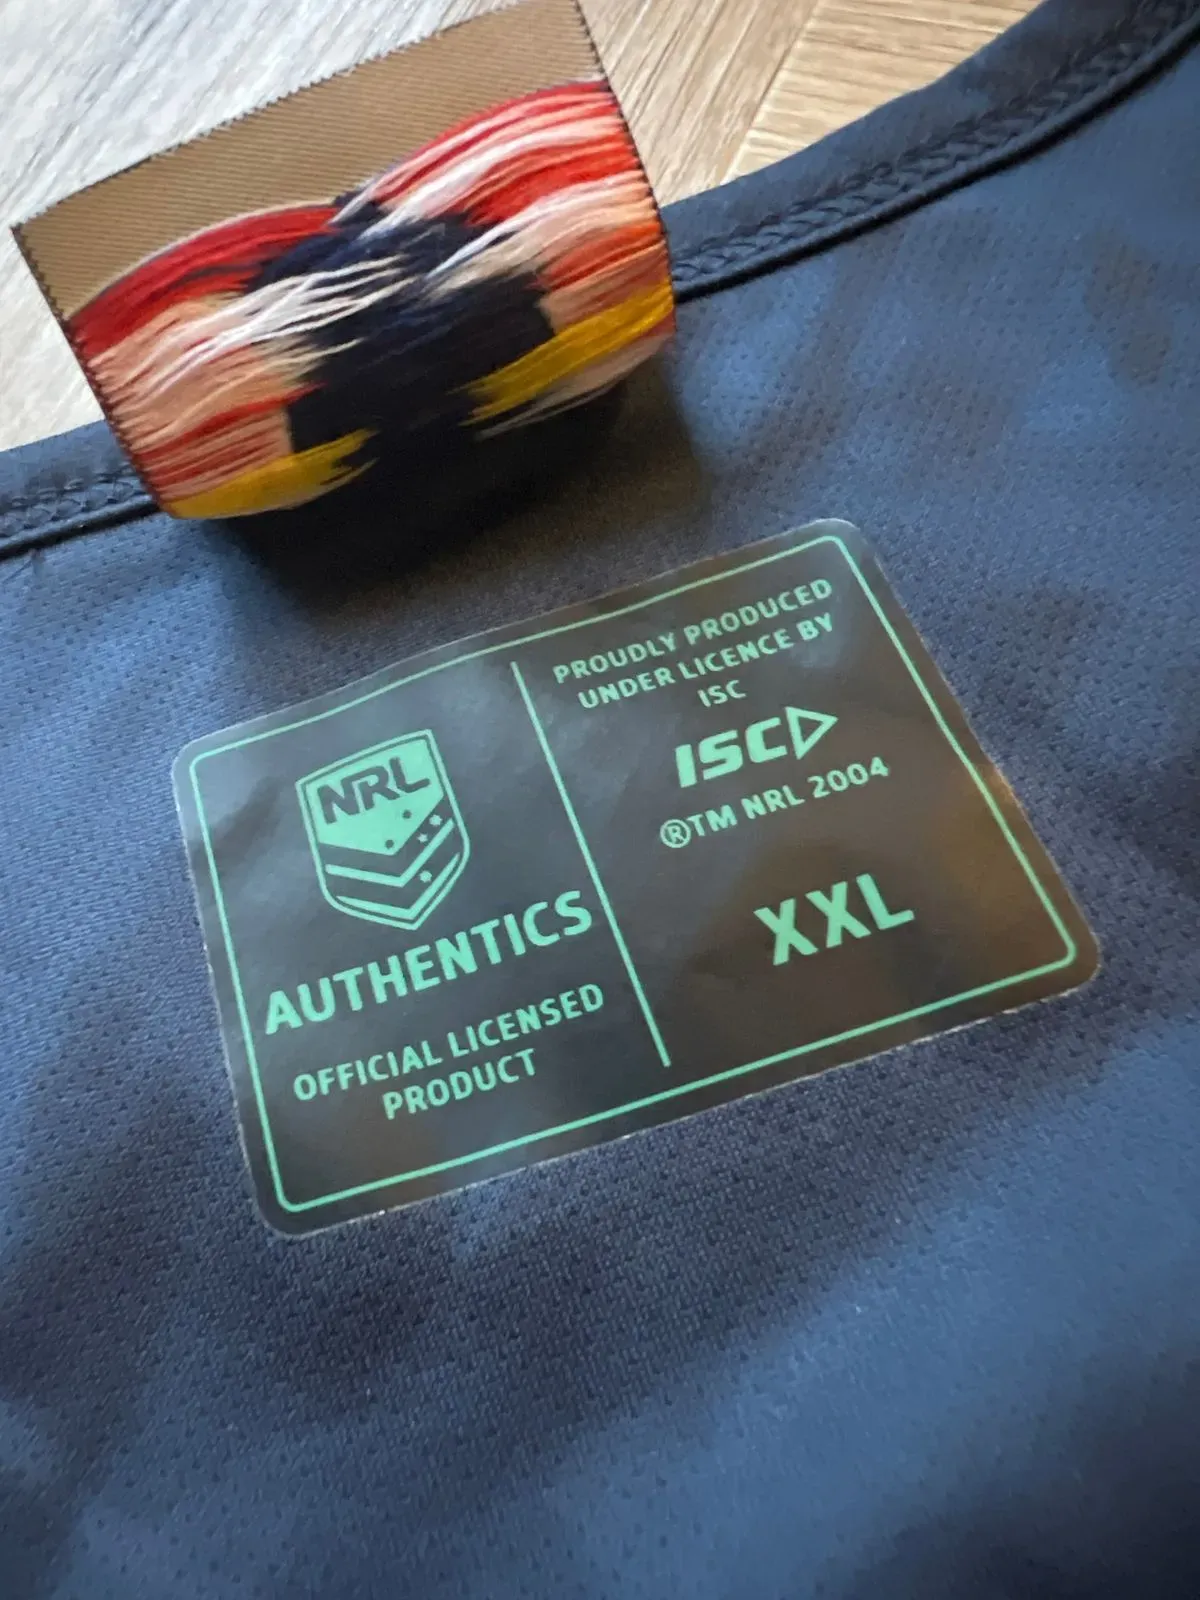 NRL
AUTHENTICS
OFFICIAL LICENSED
PRODUCT
PROUDLY PRODUCED
UNDER LICENCE BY
ISC
ISC
®TM NRL 2004
XXL